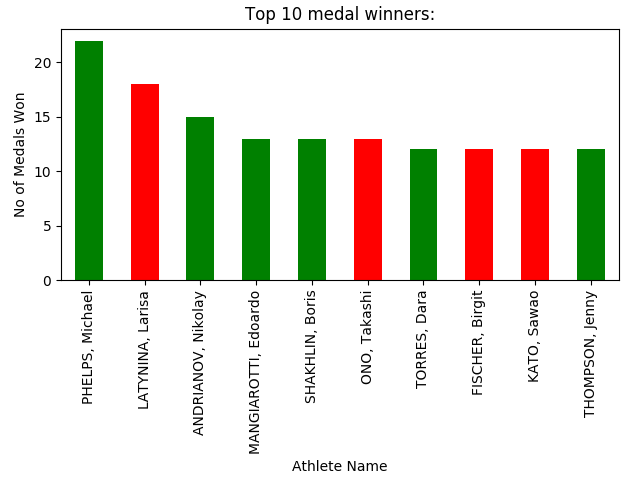 Top 10 medal winners:
No of Medals Won
20
15
10
5
0
PHELPS, Michael
LATYNINA, Larisa
ANDRIANOV, Nikolay
MANGIAROTTI, Edoardo
SHAKHLIN, Boris
ONO, Takashi
TORRES, Dara
FISCHER, Birgit
KATO, Sawao
THOMPSON, Jenny
Athlete Name